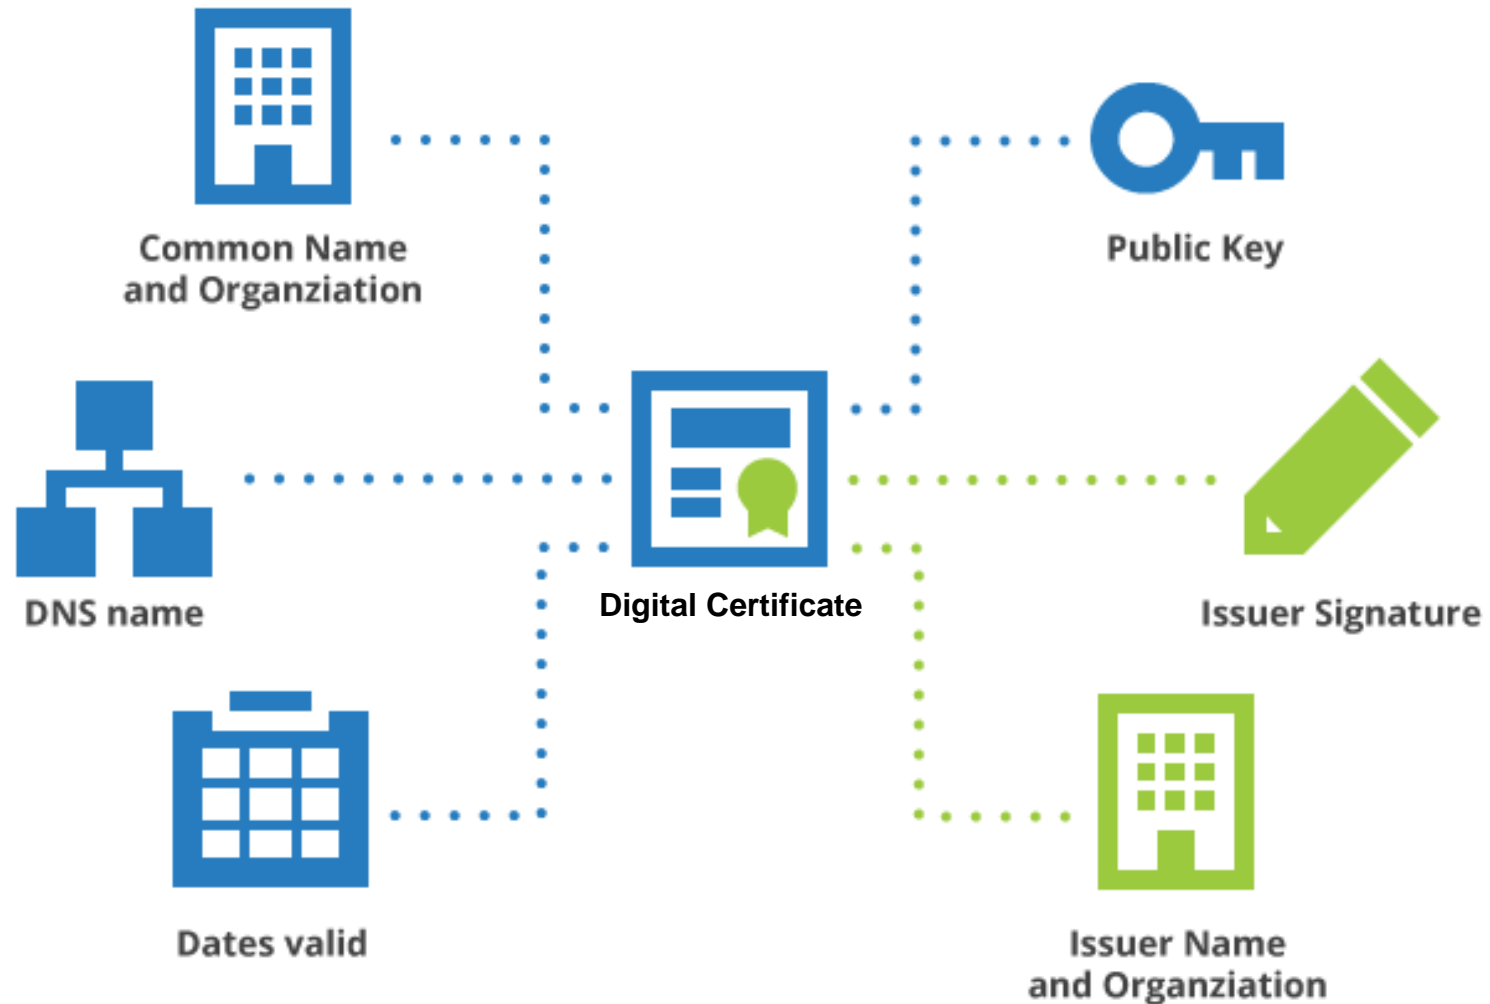 Common Name
and Organziation
Public Key
DNS name
Digital Certificate
Issuer Signature
Dates valid
Issuer Name
and Organziation